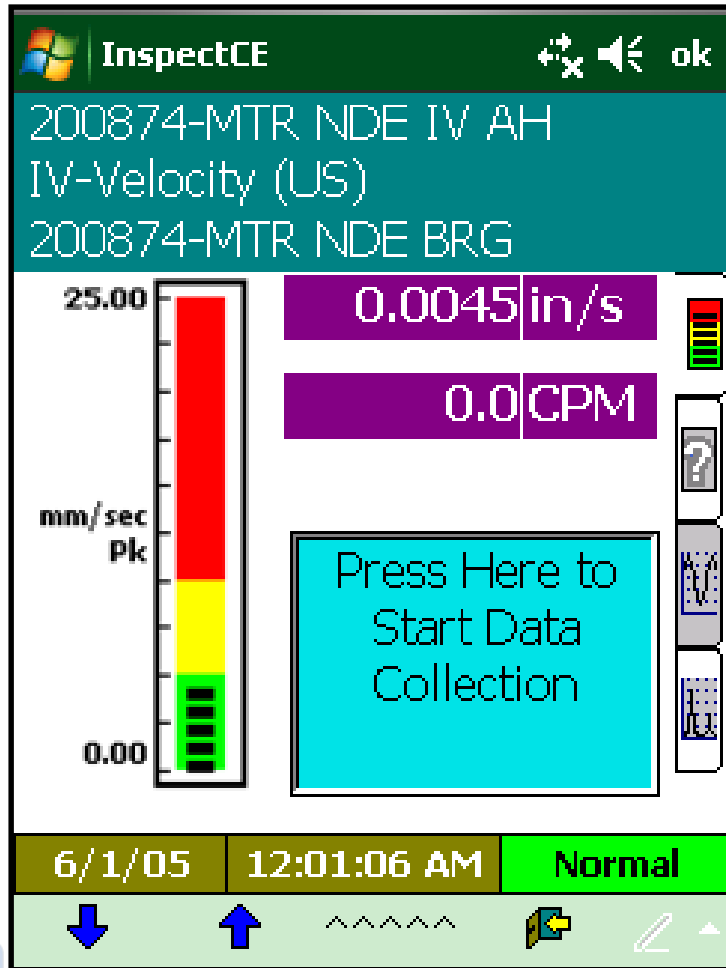 InspectCE ok
200874-MTR NDE IV AH
IV-Velocity (US)
200874-MTR NDE BRG
25.00
0.0045 in/s
0.0 CPM
?
mm/sec
Pk
Press Here to
Start Data
Collection
0.00
6/1/05 12:01:06 AM Normal
^^^^^